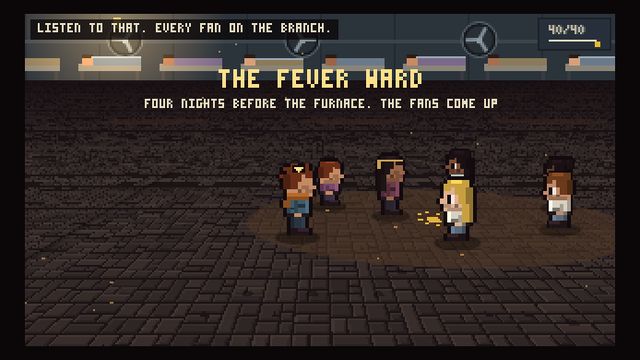 LISTEN TO THAT. EVERY FAN ON THE BRANCH.
40/40
THE FEVER WARD
FOUR NIGHTS BEFORE THE FURNACE. THE FANS COME UP